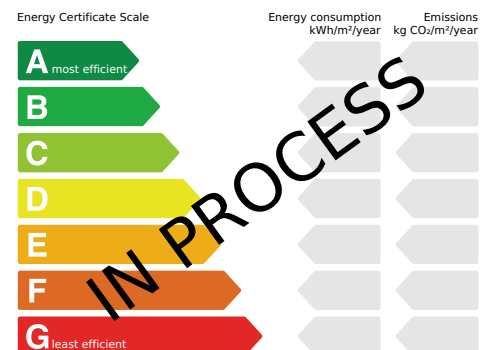 Energy Certificate Scale
Energy consumption
kWh/m²/year
Emissions
kg CO₂/m²/year
A most efficient
B
C
D
E
F
G least efficient
IN PROCESS